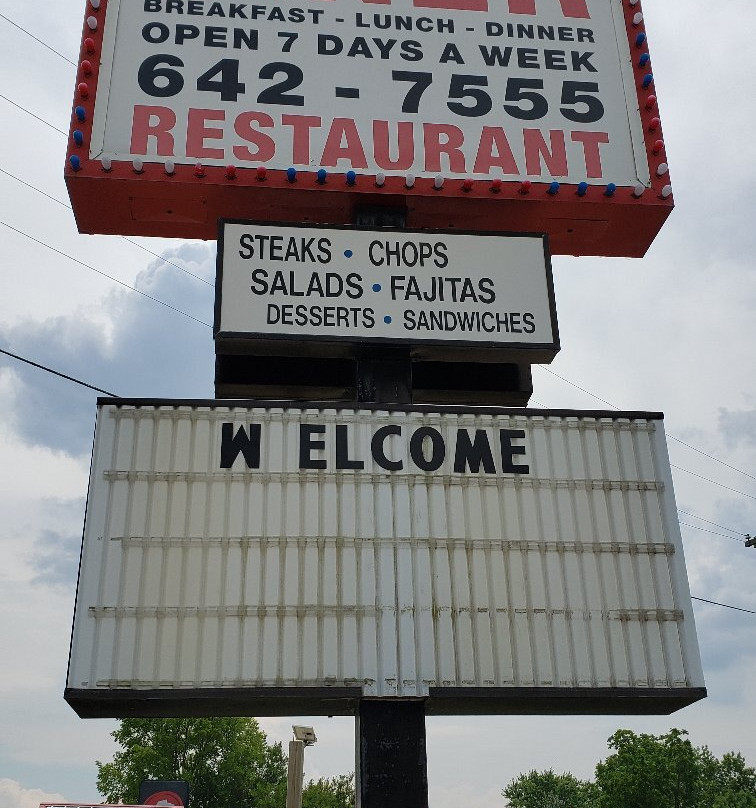 BREAKFAST - LUNCH - DINNER
OPEN 7 DAYS A WEEK
642 - 7555
RESTAURANT
STEAKS • CHOPS
SALADS • FAJITAS
DESSERTS • SANDWICHES
W ELCOME